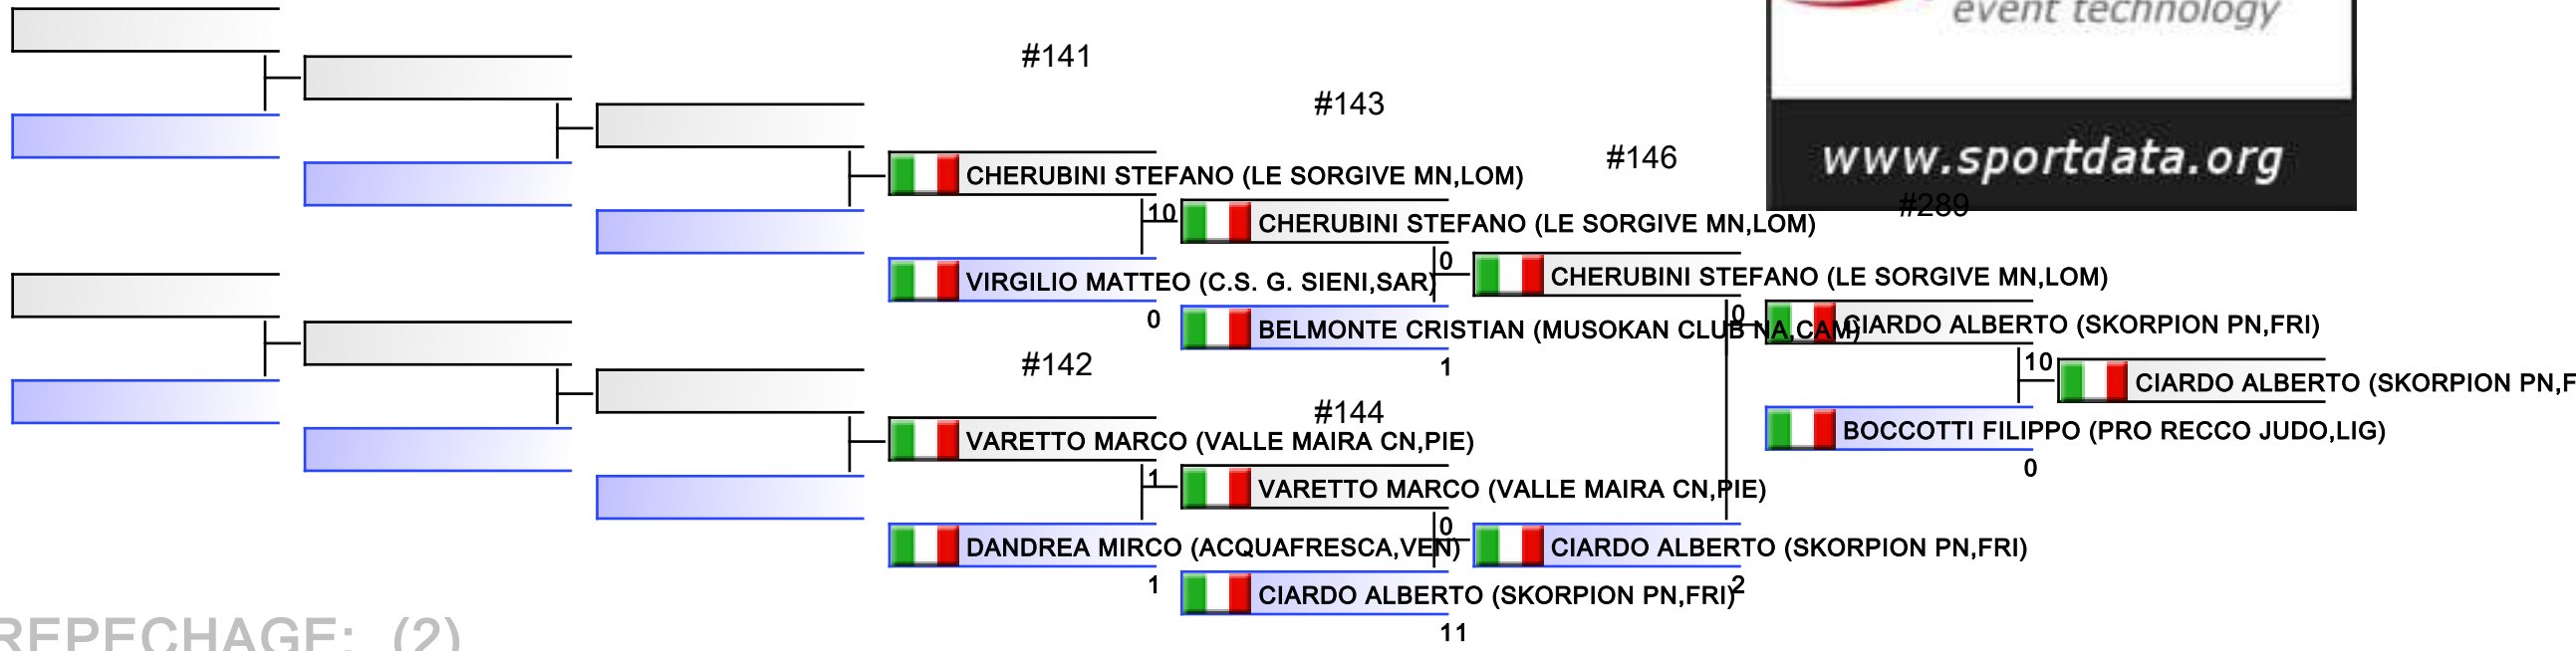 event technology
www.sportdata.org
#141
#143
#146
#289
CHERUBINI STEFANO (LE SORGIVE MN,LOM)
10
CHERUBINI STEFANO (LE SORGIVE MN,LOM)
0
CHERUBINI STEFANO (LE SORGIVE MN,LOM)
VIRGILIO MATTEO (C.S. G. SIENI,SAR)
0
BELMONTE CRISTIAN (MUSOKAN CLUB NA,CAM)
1
0
CIARDO ALBERTO (SKORPION PN,FRI)
10
CIARDO ALBERTO (SKORPION PN,F
BOCCOTTI FILIPPO (PRO RECCO JUDO,LIG)
0
#142
#144
VARETTO MARCO (VALLE MAIRA CN,PIE)
1
VARETTO MARCO (VALLE MAIRA CN,PIE)
0
CIARDO ALBERTO (SKORPION PN,FRI)
2
DANDREA MIRCO (ACQUAFRESCA,VEN)
1
CIARDO ALBERTO (SKORPION PN,FRI)
11
REPECHAGE: (2)